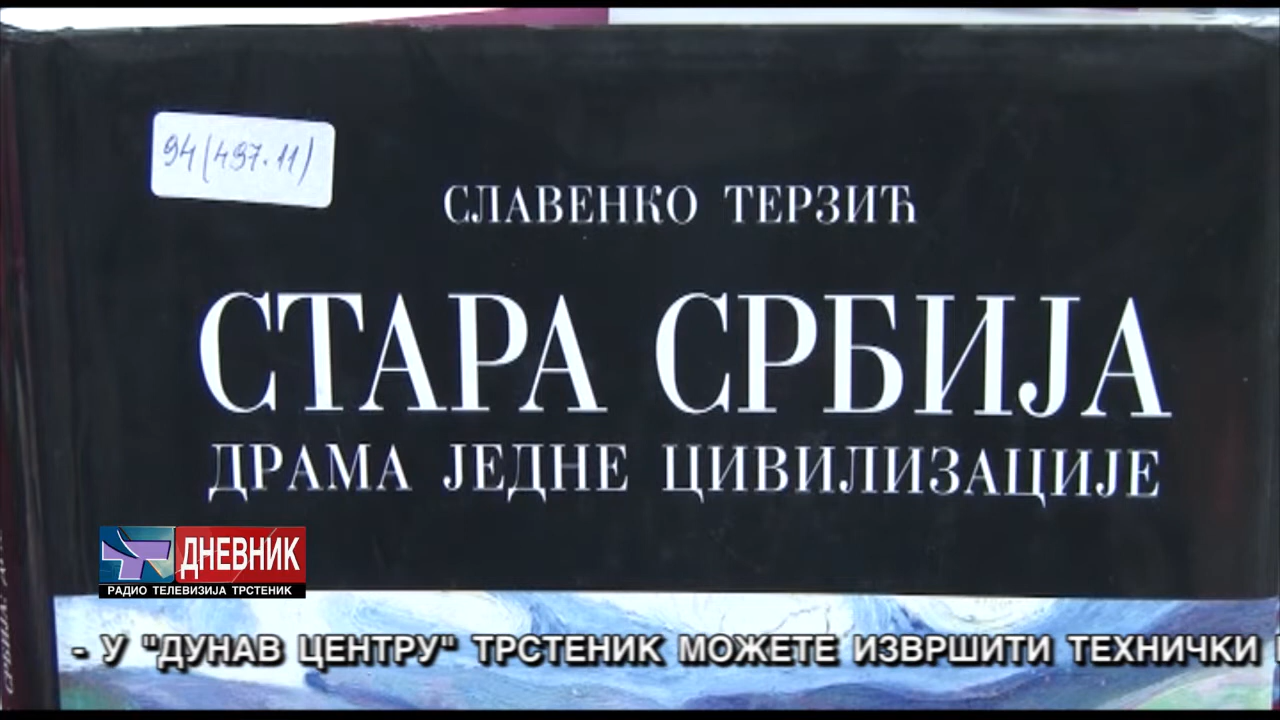 94(497.11)
СЛАВЕНКО ТЕРЗИЋ
СТАРА СРБИЈА
ДРАМА ЈЕДНЕ ЦИВИЛИЗАЦИЈЕ
ДНЕВНИК
РАДИО ТЕЛЕВИЗИЈА ТРСТЕНИК
- У "ДУНАВ ЦЕНТРУ" ТРСТЕНИК МОЖЕТЕ ИЗВРШИТИ ТЕХНИЧКИ